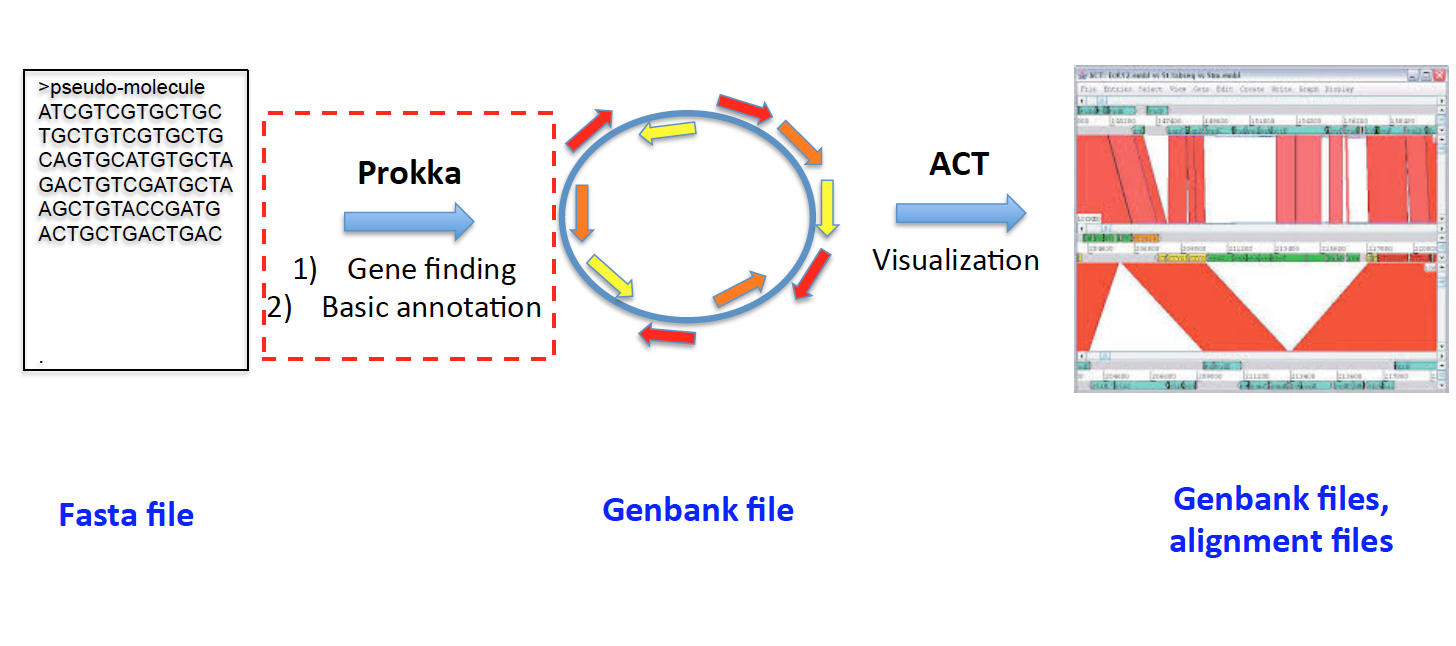 >pseudo-molecule
ATCGTCGTGCTGC
TGCTGTCGTGCTG
CAGTGCATGTGCTA
GACTGTCGATGCTA
AGCTGTACCGATG
ACTGCTGACTGAC
.
Prokka
1) Gene finding
2) Basic annotation
ACT
Visualization
File Entries Select View Goto Edit Create Write Graph Display
LOCKED
Fasta file
Genbank file
Genbank files,
alignment files